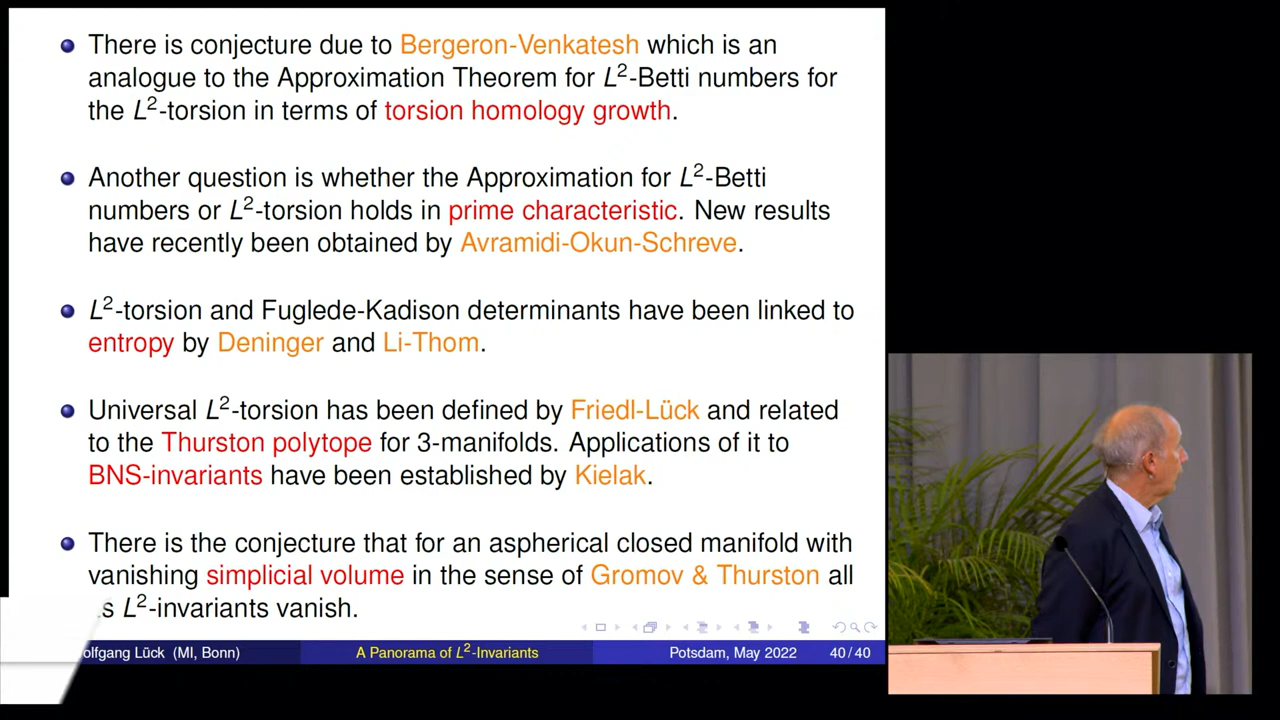 There is conjecture due to Bergeron-Venkatesh which is an
analogue to the Approximation Theorem for L²-Betti numbers for
the L²-torsion in terms of torsion homology growth.
Another question is whether the Approximation for L²-Betti
numbers or L²-torsion holds in prime characteristic. New results
have recently been obtained by Avramidi-Okun-Schreve.
L²-torsion and Fuglede-Kadison determinants have been linked to
entropy by Deninger and Li-Thom.
Universal L²-torsion has been defined by Friedl-Lück and related
to the Thurston polytope for 3-manifolds. Applications of it to
BNS-invariants have been established by Kielak.
There is the conjecture that for an aspherical closed manifold with
vanishing simplicial volume in the sense of Gromov & Thurston all
L²-invariants vanish.
Lück (MI, Bonn) A Panorama of L²-Invariants Potsdam, May 2022 40/40